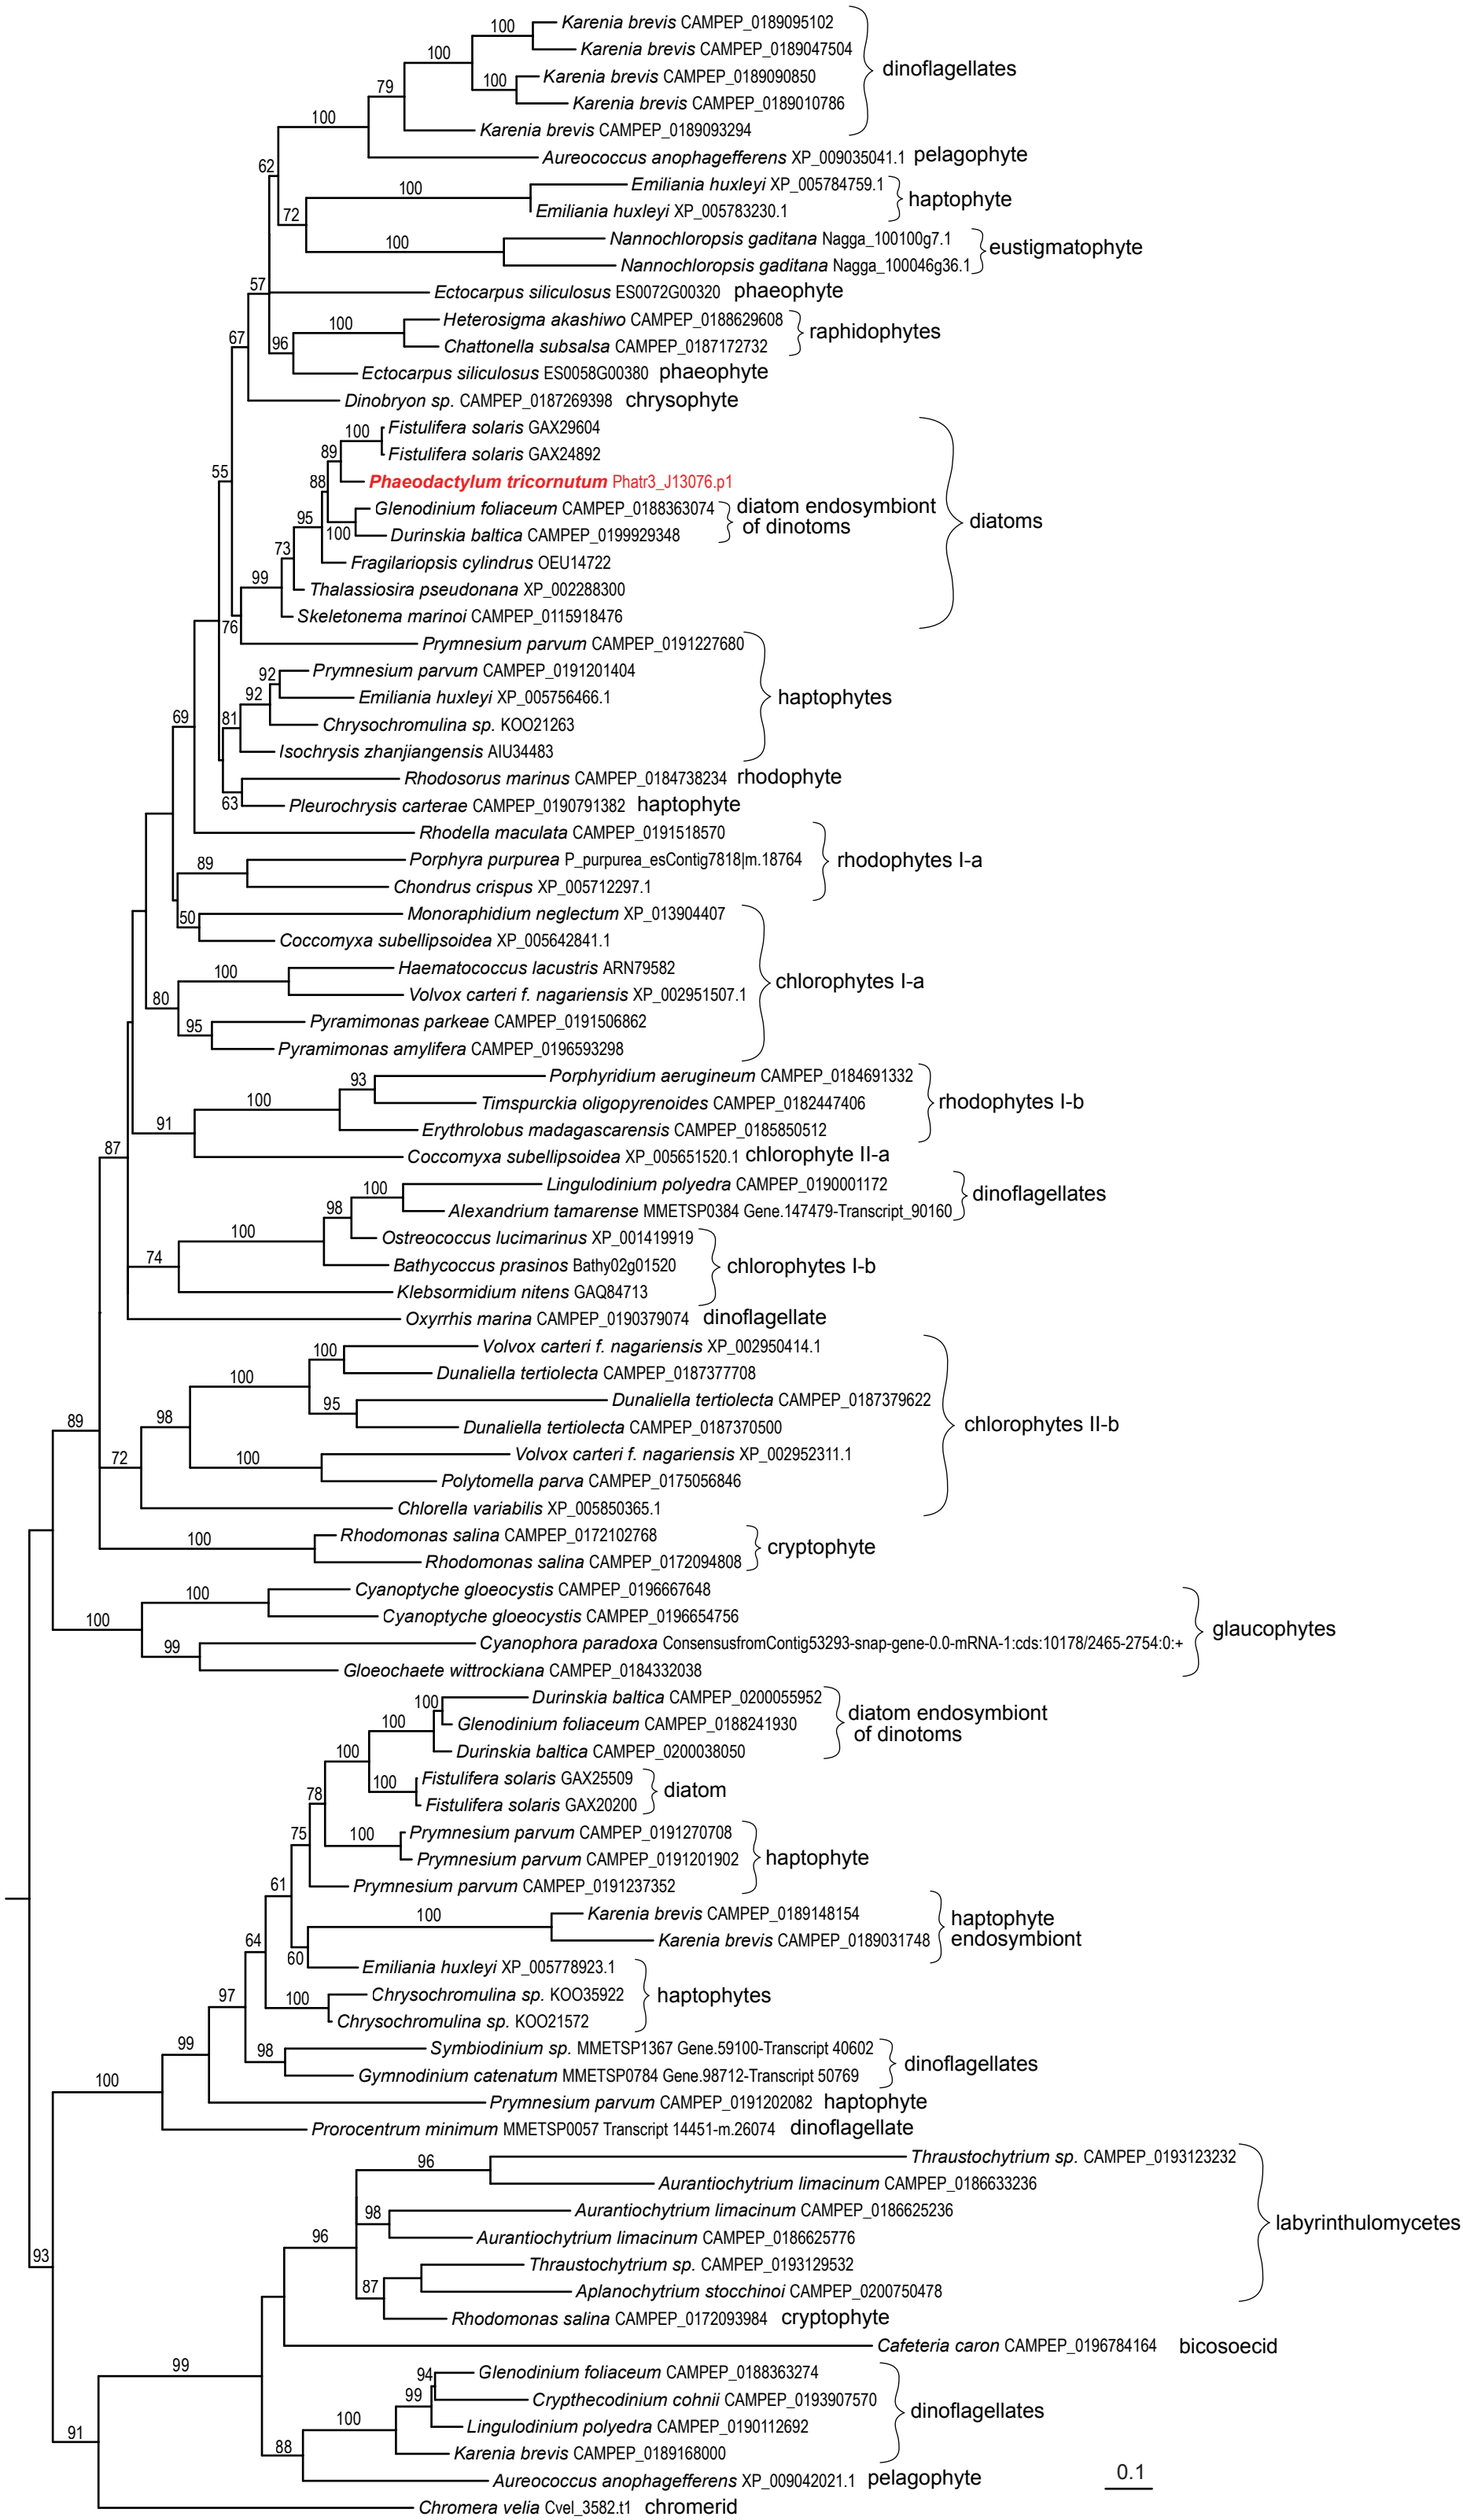 100
Karenia brevis CAMPEP_0189095102
100
Karenia brevis CAMPEP_0189047504
dinoflagellates
100
Karenia brevis CAMPEP_0189090850
79
Karenia brevis CAMPEP_0189010786
100
Karenia brevis CAMPEP_0189093294
Aureococcus anophagefferens XP_009035041.1 pelagophyte
62
100
Emiliania huxleyi XP_005784759.1
haptophyte
72
Emiliania huxleyi XP_005783230.1
100
Nannochloropsis gaditana Nagga_100100g7.1
eustigmatophyte
Nannochloropsis gaditana Nagga_100046g36.1
57
Ectocarpus siliculosus ES0072G00320 phaeophyte
100
Heterosigma akashiwo CAMPEP_0188629608
raphidophytes
67
96
Chattonella subsalsa CAMPEP_0187172732
Ectocarpus siliculosus ES0058G00380 phaeophyte
Dinobryon sp. CAMPEP_0187269398 chrysophyte
100
Fistulifera solaris GAX29604
89
Fistulifera solaris GAX24892
55
88
Phaeodactylum tricornutum Phatr3_J13076.p1
95
Glenodinium foliaceum CAMPEP_0188363074
diatom endosymbiont
of dinotoms
diatoms
100
Durinskia baltica CAMPEP_0199929348
73
Fragilariopsis cylindrus OEU14722
99
Thalassiosira pseudonana XP_002288300
76
Skeletonema marinoi CAMPEP_0115918476
Prymnesium parvum CAMPEP_0191227680
92
Prymnesium parvum CAMPEP_0191201404
92
Emiliania huxleyi XP_005756466.1
haptophytes
69
81
Chrysochromulina sp. KOO21263
Isochrysis zhanjiangensis AIU34483
Rhodosorus marinus CAMPEP_0184738234 rhodophyte
63
Pleurochrysis carterae CAMPEP_0190791382 haptophyte
Rhodella maculata CAMPEP_0191518570
89
Porphyra purpurea P_purpurea_esContig7818|m.18764
rhodophytes I-a
Chondrus crispus XP_005712297.1
50
Monoraphidium neglectum XP_013904407
Coccomyxa subellipsoidea XP_005642841.1
100
Haematococcus lacustris ARN79582
chlorophytes I-a
80
Volvox carteri f. nagariensis XP_002951507.1
95
Pyramimonas parkeae CAMPEP_0191506862
Pyramimonas amylifera CAMPEP_0196593298
93
Porphyridium aerugineum CAMPEP_0184691332
100
Timspurckia oligopyrenoides CAMPEP_0182447406
rhodophytes I-b
91
Erythrolobus madagascarensis CAMPEP_0185850512
87
Coccomyxa subellipsoidea XP_005651520.1 chlorophyte II-a
100
Lingulodinium polyedra CAMPEP_0190001172
dinoflagellates
98
Alexandrium tamarense MMETSP0384 Gene.147479-Transcript_90160
100
Ostreococcus lucimarinus XP_001419919
74
Bathycoccus prasinos Bathy02g01520
chlorophytes I-b
Klebsormidium nitens GAQ84713
Oxyrrhis marina CAMPEP_0190379074 dinoflagellate
100
Volvox carteri f. nagariensis XP_002950414.1
100
Dunaliella tertiolecta CAMPEP_0187377708
95
Dunaliella tertiolecta CAMPEP_0187379622
89
98
Dunaliella tertiolecta CAMPEP_0187370500
chlorophytes II-b
72
100
Volvox carteri f. nagariensis XP_002952311.1
Polytomella parva CAMPEP_0175056846
Chlorella variabilis XP_005850365.1
100
Rhodomonas salina CAMPEP_0172102768
cryptophyte
Rhodomonas salina CAMPEP_0172094808
100
Cyanoptyche gloeocystis CAMPEP_0196667648
100
Cyanoptyche gloeocystis CAMPEP_0196654756
glaucophytes
99
Cyanophora paradoxa ConsensusfromContig53293-snap-gene-0.0-mRNA-1:cds:10178/2465-2754:0:+
Gloeochaete wittrockiana CAMPEP_0184332038
100
Durinskia baltica CAMPEP_0200055952
100
Glenodinium foliaceum CAMPEP_0188241930
diatom endosymbiont
of dinotoms
100
Durinskia baltica CAMPEP_0200038050
100
Fistulifera solaris GAX25509
diatom
78
Fistulifera solaris GAX20200
75
100
Prymnesium parvum CAMPEP_0191270708
Prymnesium parvum CAMPEP_0191201902
haptophyte
61
Prymnesium parvum CAMPEP_0191237352
100
Karenia brevis CAMPEP_0189148154
haptophyte
endosymbiont
64
60
Karenia brevis CAMPEP_0189031748
Emiliania huxleyi XP_005778923.1
97
100
Chrysochromulina sp. KOO35922
haptophytes
Chrysochromulina sp. KOO21572
99
98
Symbiodinium sp. MMETSP1367 Gene.59100-Transcript 40602
dinoflagellates
100
Gymnodinium catenatum MMETSP0784 Gene.98712-Transcript 50769
Prymnesium parvum CAMPEP_0191202082 haptophyte
Prorocentrum minimum MMETSP0057 Transcript 14451-m.26074 dinoflagellate
96
Thraustochytrium sp. CAMPEP_0193123232
Aurantiochytrium limacinum CAMPEP_0186633236
98
Aurantiochytrium limacinum CAMPEP_0186625236
labyrinthulomycetes
96
Aurantiochytrium limacinum CAMPEP_0186625776
93
87
Thraustochytrium sp. CAMPEP_0193129532
Aplanochytrium stocchinoi CAMPEP_0200750478
Rhodomonas salina CAMPEP_0172093984 cryptophyte
Cafeteria caron CAMPEP_0196784164 bicosoecid
99
94
Glenodinium foliaceum CAMPEP_0188363274
99
Crypthecodinium cohnii CAMPEP_0193907570
dinoflagellates
100
Lingulodinium polyedra CAMPEP_0190112692
91
88
Karenia brevis CAMPEP_0189168000
Aureococcus anophagefferens XP_009042021.1 pelagophyte
0.1
Chromera velia Cvel_3582.t1 chromerid